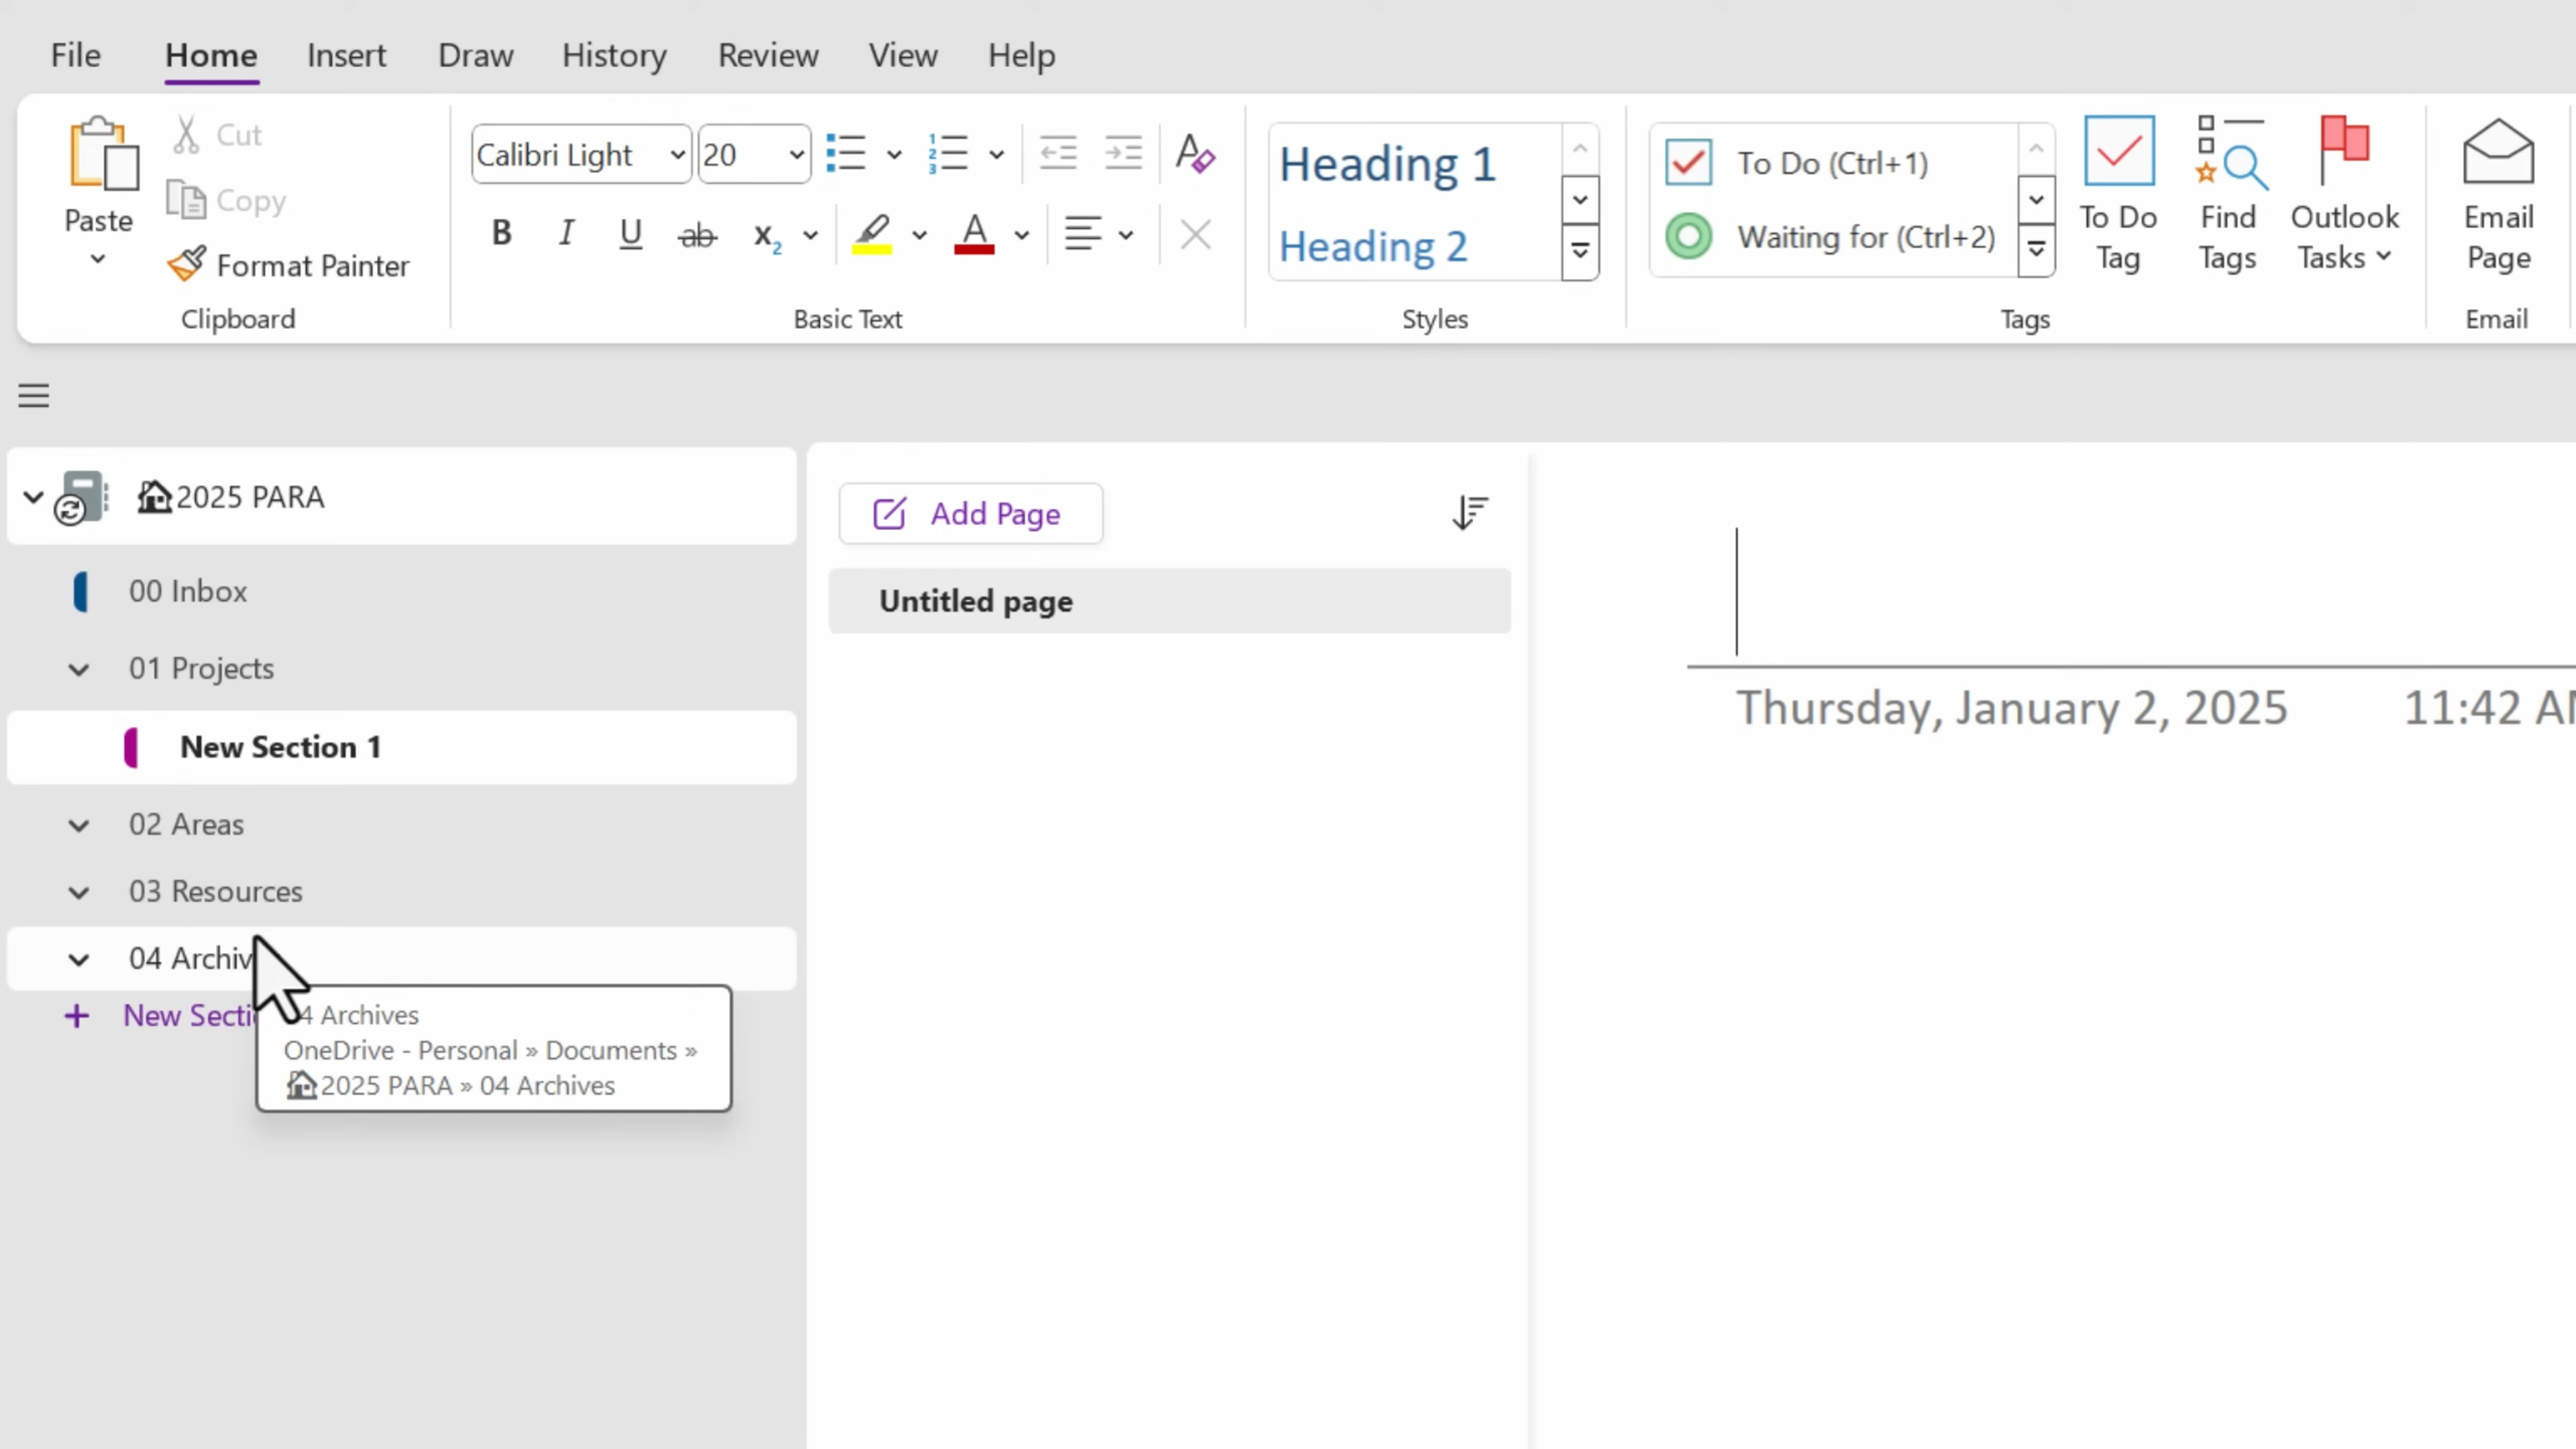 File Home Insert Draw History Review View Help
Paste
Cut
Copy
Format Painter
Clipboard
Calibri Light 20
Basic Text
Heading 1
Heading 2
Styles
To Do (Ctrl+1)
Waiting for (Ctrl+2)
To Do
Tag
Find
Tags
Outlook
Tasks
Tags
Email
Page
Email
2025 PARA
00 Inbox
01 Projects
New Section 1
02 Areas
03 Resources
04 Archiv
New Secti
4 Archives
OneDrive - Personal » Documents »
2025 PARA » 04 Archives
Add Page
Untitled page
Thursday, January 2, 2025 11:42 AM